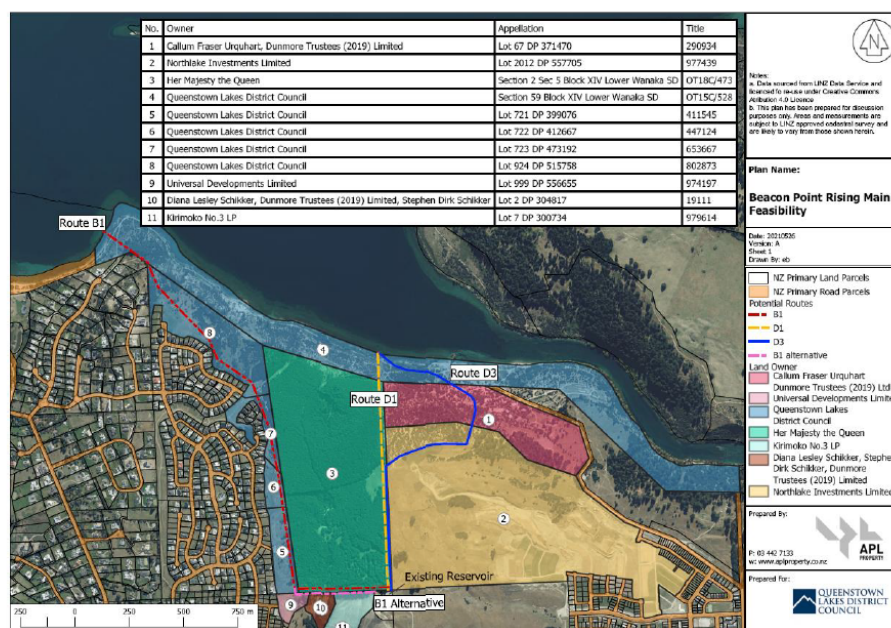 No. Owner Appellation Title
1 Callum Fraser Urquhart, Dunmore Trustees (2019) Limited Lot 67 DP 371470 290934
2 Northlake Investments Limited Lot 2012 DP 557705 977439
3 Her Majesty the Queen Section 2 Sec 5 Block XIV Lower Wanaka SD OT18C/473
4 Queenstown Lakes District Council Section 59 Block XIV Lower Wanaka SD OT15C/528
5 Queenstown Lakes District Council Lot 721 DP 399076 411545
6 Queenstown Lakes District Council Lot 722 DP 412667 447124
7 Queenstown Lakes District Council Lot 723 DP 473192 653667
8 Queenstown Lakes District Council Lot 924 DP 515758 802873
9 Universal Developments Limited Lot 999 DP 556655 974197
10 Diana Lesley Schikker, Dunmore Trustees (2019) Limited, Stephen Dirk Schikker Lot 2 DP 304817 19111
11 Kirimoko No.3 LP Lot 7 DP 300734 979614
Route B1
8
4
Route D3
Route D1
1
7
3
6
2
5
Existing Reservoir
B1 Alternative
9
10
11
250 0 250 500 750 m
N
Notes:
a. Data sourced from LINZ Data Service and
licenced to re-use under Creative Commons
Attribution 4.0 Licence
b. This plan has been prepared for discussion
purposes only. Areas and measurements are
subject to LINZ approved cadastral survey and
are likely to vary from those shown herein.
Plan Name:
Beacon Point Rising Main
Feasibility
Date: 20210526
Version: A
Sheet: 1
Drawn By: eb
NZ Primary Land Parcels
NZ Primary Road Parcels
Potential Routes
B1
D1
D3
B1 alternative
Land Owner
Callum Fraser Urquhart
Dunmore Trustees (2019) Ltd
Universal Developments Limite
Queenstown Lakes
District Council
Her Majesty the Queen
Kirimoko No.3 LP
Diana Lesley Schikker, Stephe
Dirk Schikker, Dunmore
Trustees (2019) Limited
Northlake Investments Limited
Prepared By:
APL
PROPERTY
P: 03 442 7133
w: www.aplproperty.co.nz
Prepared For:
QUEENSTOWN
LAKES DISTRICT
COUNCIL